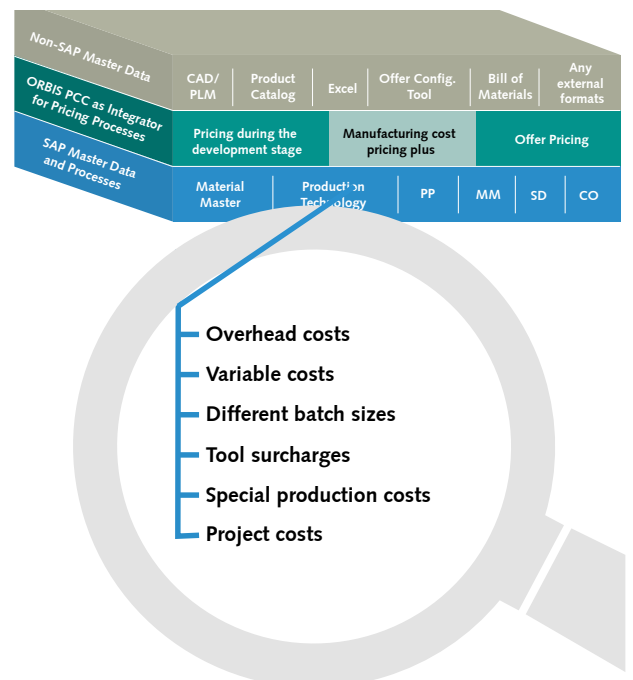 Non-SAP Master Data
CAD/
PLM
Product
Catalog
Excel
Offer Config.
Tool
Bill of
Materials
Any
external
formats
ORBIS PCC as Integrator
for Pricing Processes
Pricing during the
development stage
Manufacturing cost
pricing plus
Offer Pricing
SAP Master Data
and Processes
Material
Master
Production
Technology
PP
MM
SD
CO
Overhead costs
Variable costs
Different batch sizes
Tool surcharges
Special production costs
Project costs